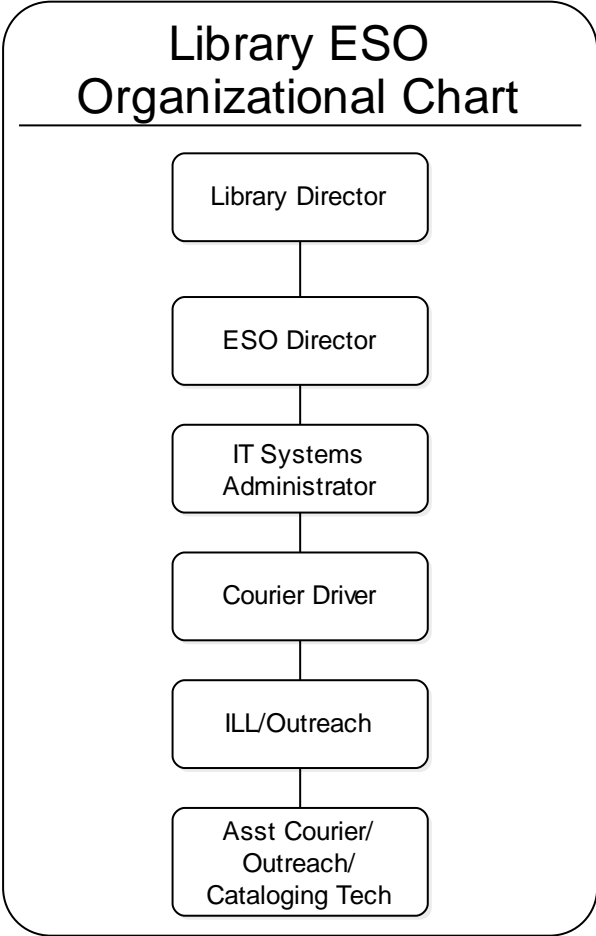 Library ESO
Organizational Chart
Library Director
ESO Director
IT Systems
Administrator
Courier Driver
ILL/Outreach
Asst Courier/
Outreach/
Cataloging Tech